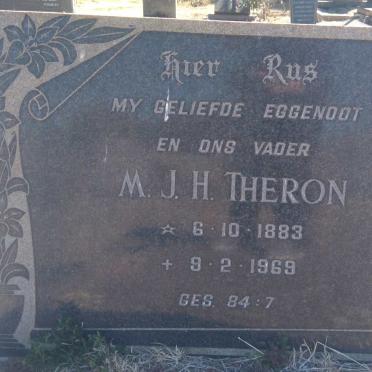 Hier Rus
MY GELIEFDE EGGENOOT
EN ONS VADER
M. J. H. THERON
☆ 6 · 10 · 1883
+ 9 · 2 · 1969
GES. 84:7